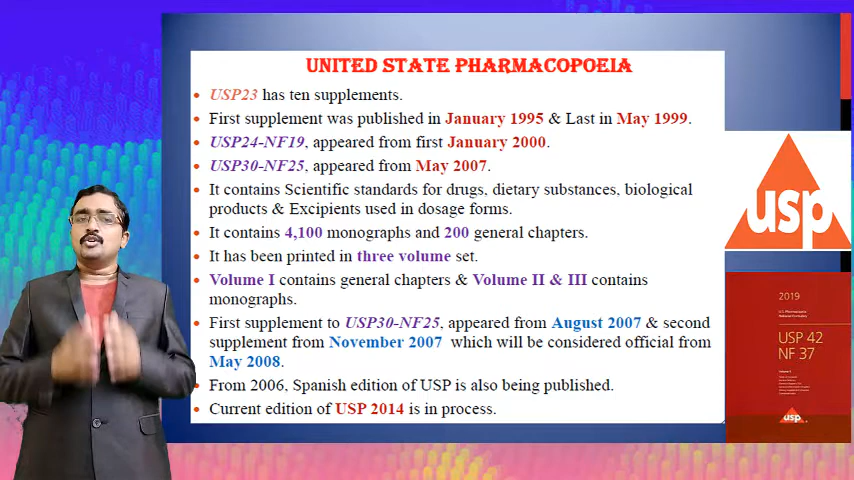 UNITED STATE PHARMACOPOEIA
• USP23 has ten supplements.
• First supplement was published in January 1995 & Last in May 1999.
• USP24-NF19, appeared from first January 2000.
• USP30-NF25, appeared from May 2007.
• It contains Scientific standards for drugs, dietary substances, biological
products & Excipients used in dosage forms.
• It contains 4,100 monographs and 200 general chapters.
• It has been printed in three volume set.
• Volume I contains general chapters & Volume II & III contains
monographs.
• First supplement to USP30-NF25, appeared from August 2007 & second
supplement from November 2007 which will be considered official from
May 2008.
• From 2006, Spanish edition of USP is also being published.
• Current edition of USP 2014 is in process.
usp
2019
USP 42
NF 37
usp